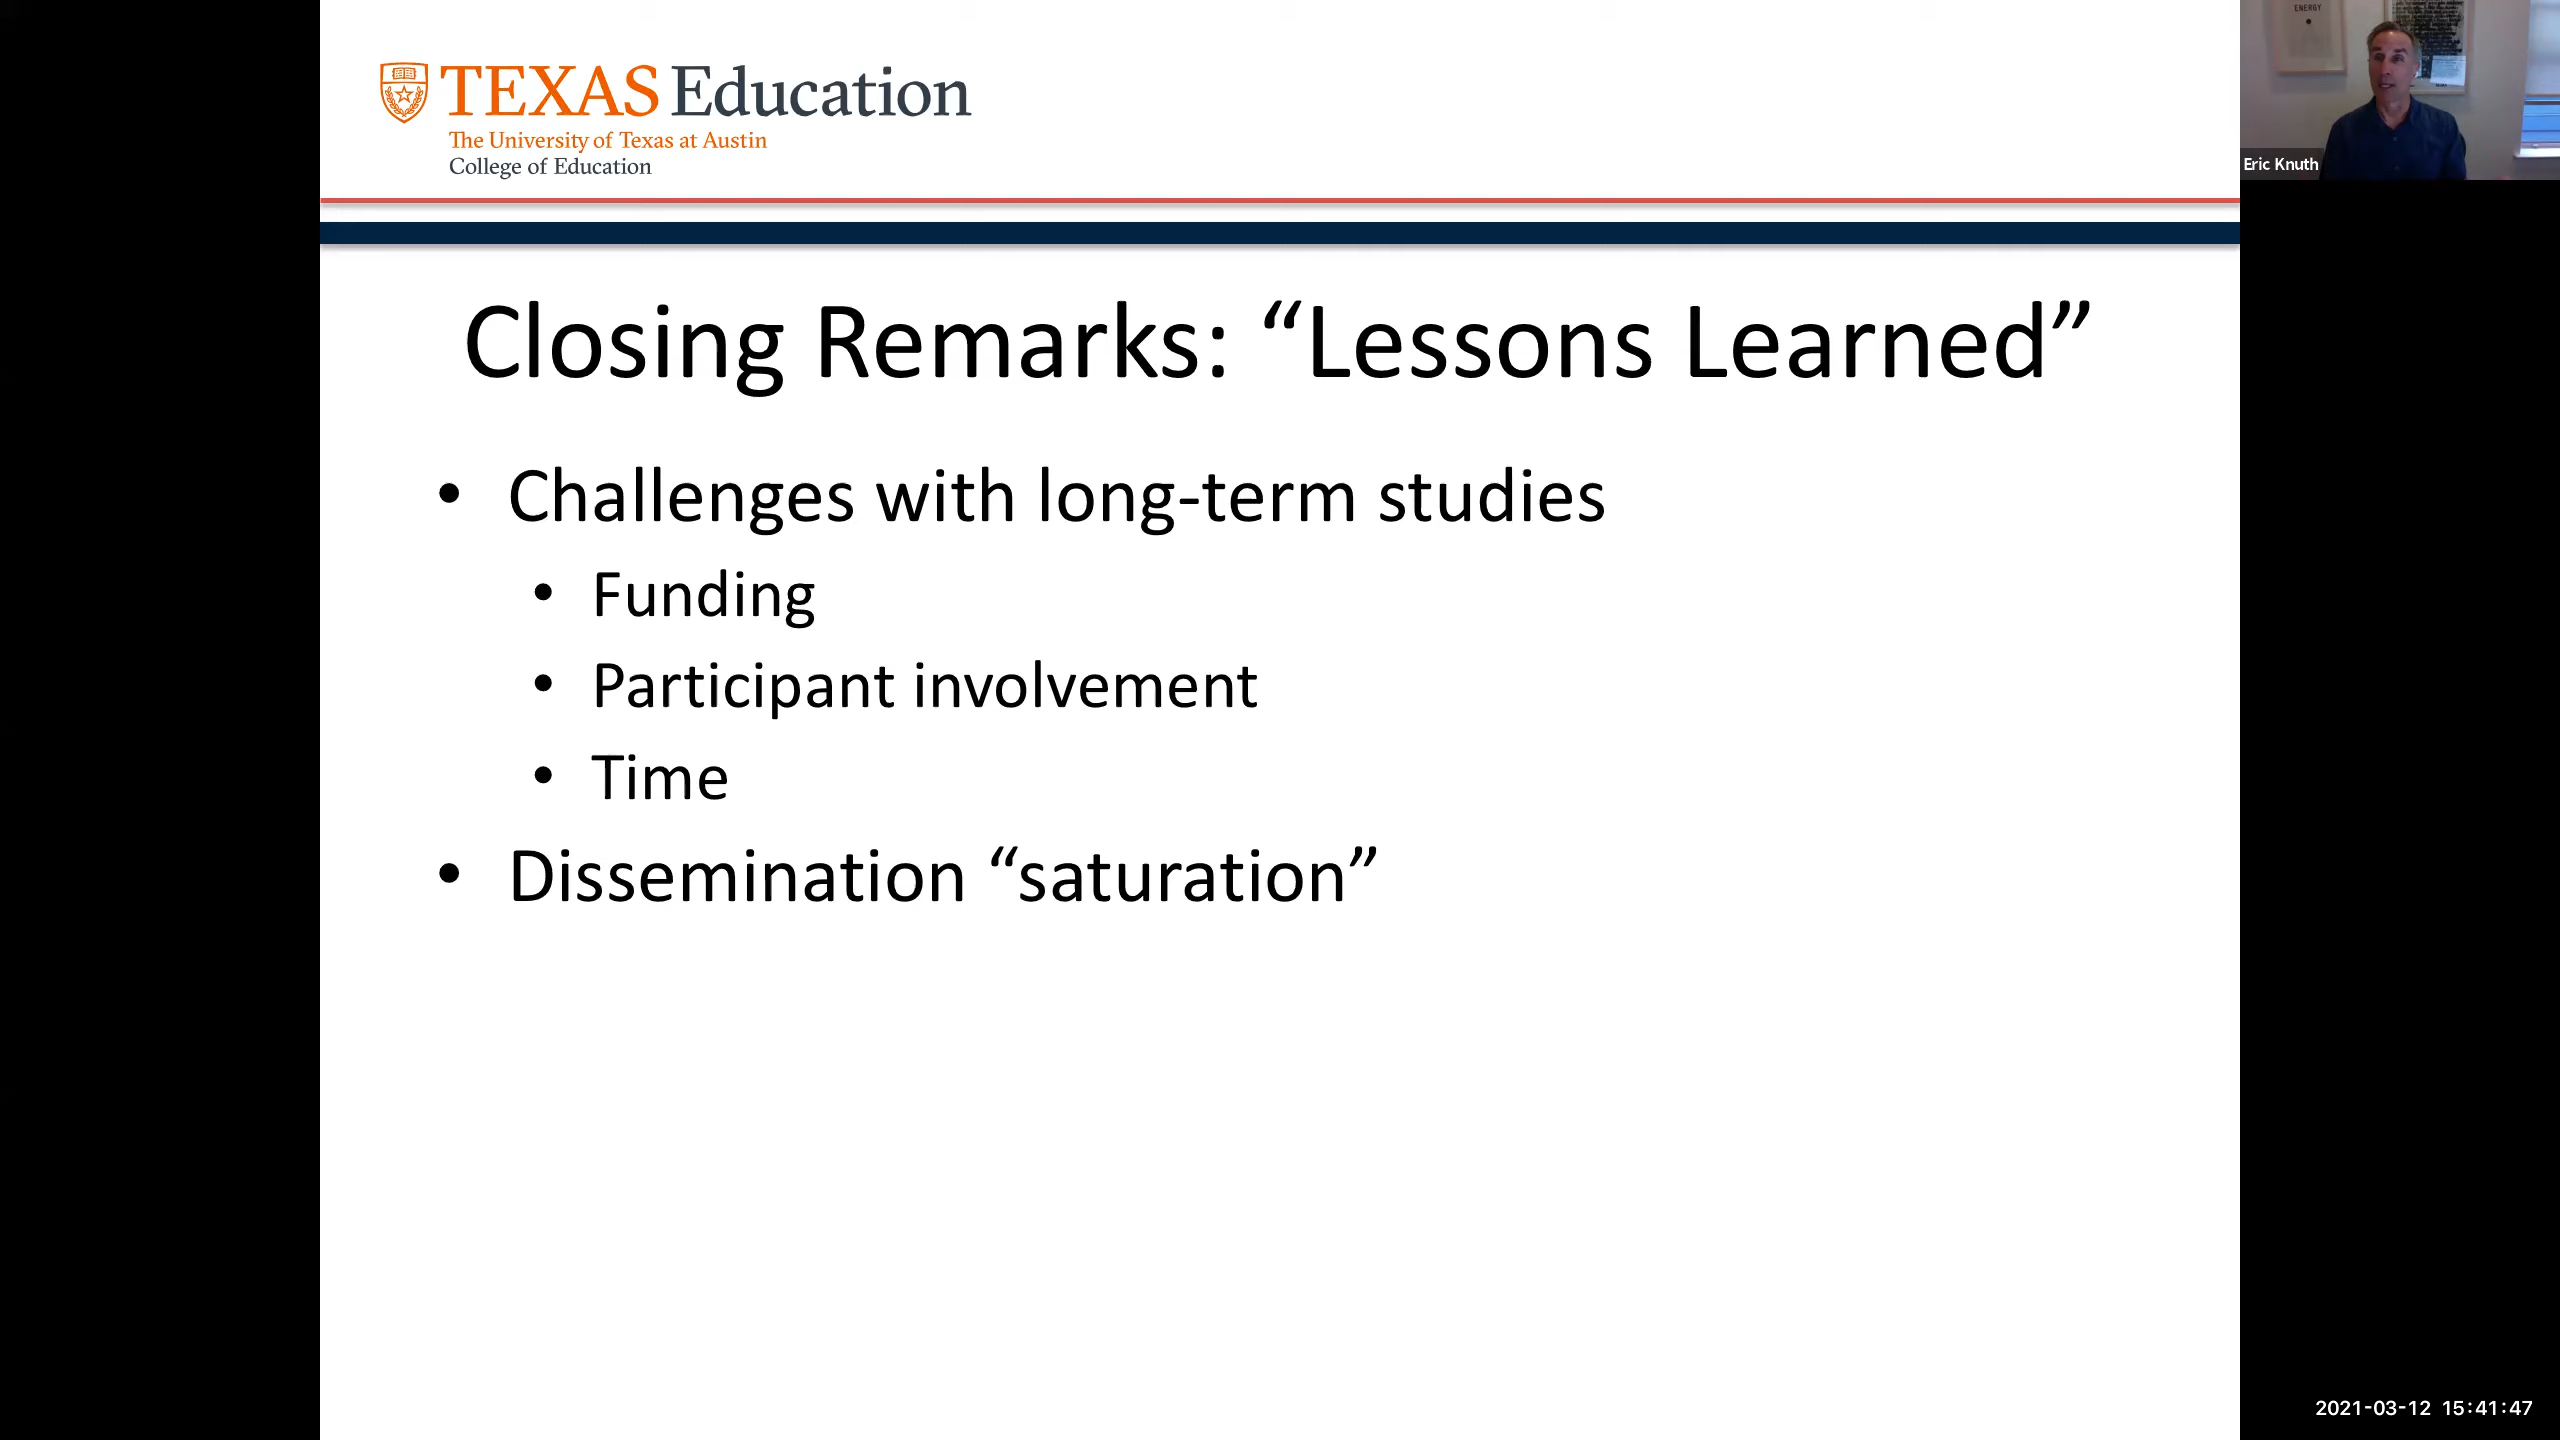 TEXAS Education
The University of Texas at Austin
College of Education
ENERGY
Eric Knuth
Closing Remarks: “Lessons Learned”
• Challenges with long-term studies
• Funding
• Participant involvement
• Time
• Dissemination “saturation”
2021-03-12 15:41:47